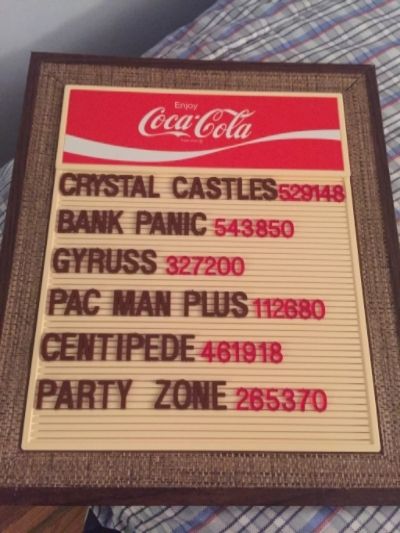 Enjoy
Coca-Cola
CRYSTAL CASTLES 529148
BANK PANIC 543850
GYRUSS 327200
PAC MAN PLUS 112680
CENTIPEDE 461918
PARTY ZONE 265370